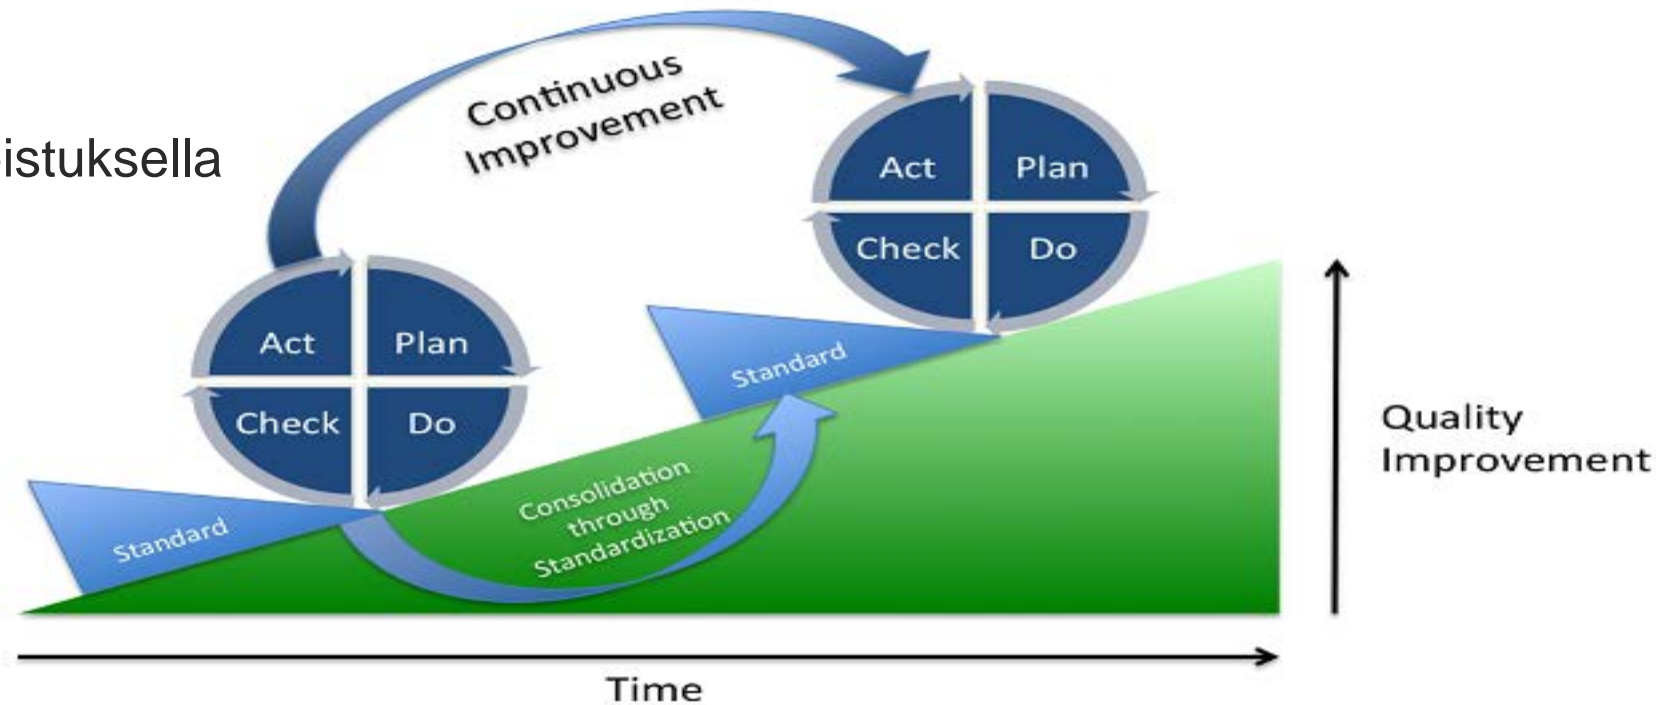 Continuous
Improvement
istuksella
Act
Plan
Check
Do
Act
Plan
Check
Do
Standard
Standard
Consolidation
through
Standardization
Quality
Improvement
Time